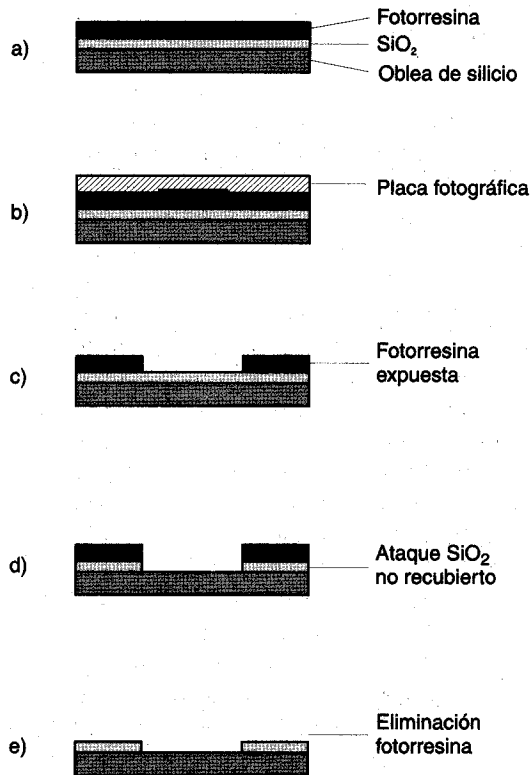 Fotorresina
a)
SiO₂
Oblea de silicio
b)
Placa fotográfica
c)
Fotorresina
expuesta
d)
Ataque SiO₂
no recubierto
e)
Eliminación
fotorresina